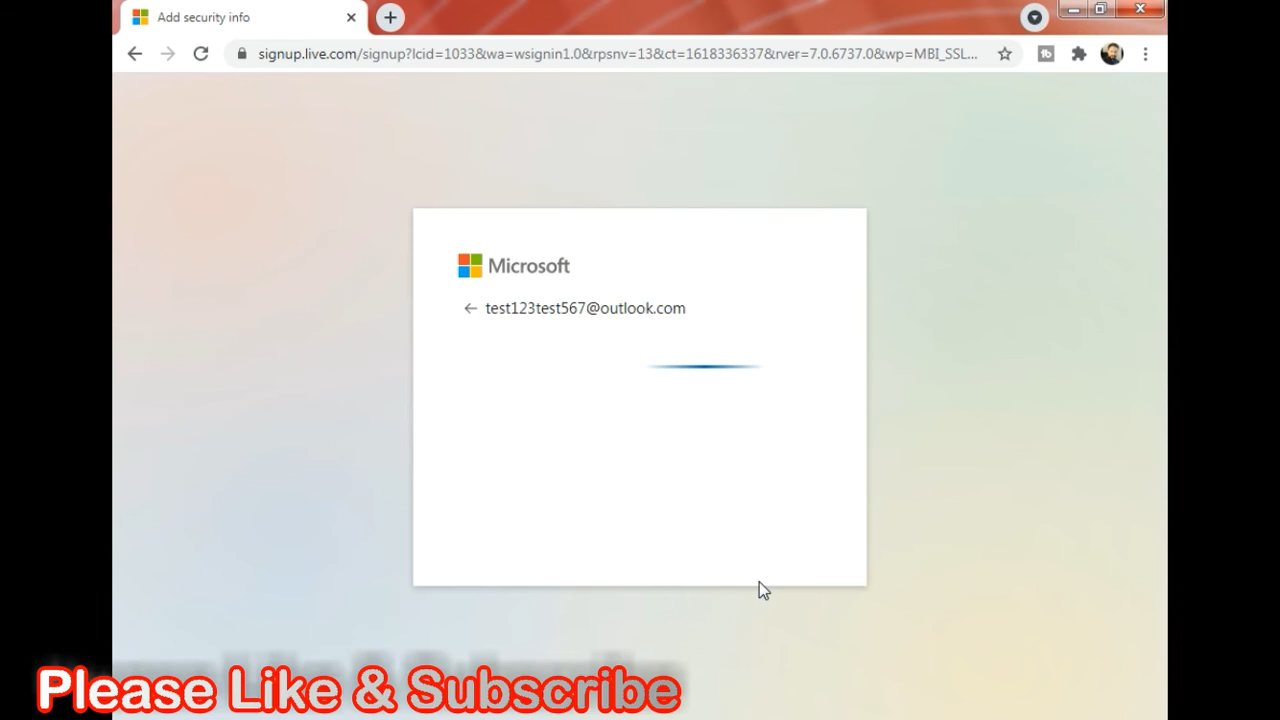 Add security info
signup.live.com/signup?lcid=1033&wa=wsignin1.0&rpsnv=13&ct=1618336337&rver=7.0.6737.0&wp=MBI_SSL...
Microsoft
← test123test567@outlook.com
Please Like & Subscribe